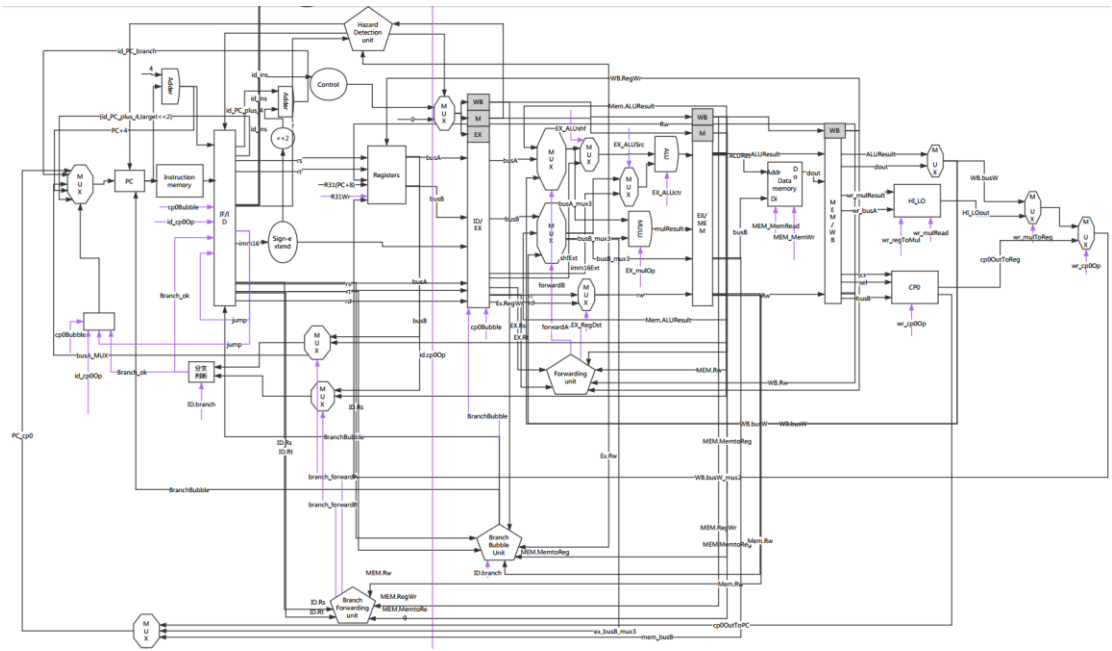 Hazard
Detection
unit
id_PC_branch
4
Adder
id_ins
Control
Adder
id_PC_plus_4
id_ins
id_ins
(id_PC_plus_4,target<<2)
PC+4
<<2
MUX
PC
Instruction
memory
IF/ID
rs
rt
Registers
R31(PC+8)
R31Wr
cp0Bubble
id_cp0Op
imm16
Sign-extend
rs
rt
rd
Branch_ok
jump
jump
cp0Bubble
busA_MUX
id_cp0Op
Branch_ok
分支
判断
ID.branch
MUX
MUX
MUX
0
WB
M
EX
ID/
EX
busA
busB
busA
busB
id.cp0Op
cp0Bubble
BranchBubble
WB.RegWr
Mem.ALUResult
EX_ALUshf
EX_ALUSrc
MUX
MUX
MUX
MUX
busA
busB
busA_mux3
busB_mux3
busB_mux3
shfExt
imm16Ext
ALU
EX_ALUctr
MULU
mulResult
EX_mulOp
Rw
forwardB
forwardA
Ex.RegWr
rd
MUX
rw
EX_RegDst
EX.Rs
EX.Rt
Forwarding
unit
Mem.ALUResult
MEM.Rw
WB.Rw
WB.busW
WB.busW
WB
M
EX/
MEM
ALUResult
busB
Addr
Data
memory
Di
Do
dout
MEM_MemRead
MEM_MemWr
Rw
WB
MEM/WB
ALUResult
dout
MUX
WB.busW
wr_mulResult
wr_busA
HI_LO
HI_LOout
wr_regToMul
wr_mulRead
MUX
wr_mulToReg
cp0OutToReg
MUX
wr_cp0Op
cs
sel
busB
CP0
wr_cp0Op
PC_cp0
ID.Rs
ID.Rs
ID.Rt
BranchBubble
BranchBubble
branch_forwardA
branch_forwardB
Ex.Rw
MEM.MemtoReg
WB.busW_mux2
Branch
Bubble
Unit
ID.branch
MEM.MemtoReg
MEM.RegWr
MEM.MemtoReg
Mem.Rw
MEM.Rw
Mem.Rw
ID.Rs
ID.Rt
Branch
Forwarding
unit
MEM.RegWr
MEM.MemtoReg
MUX
cp0OutToPC
ex_busB_mux3
mem_busB